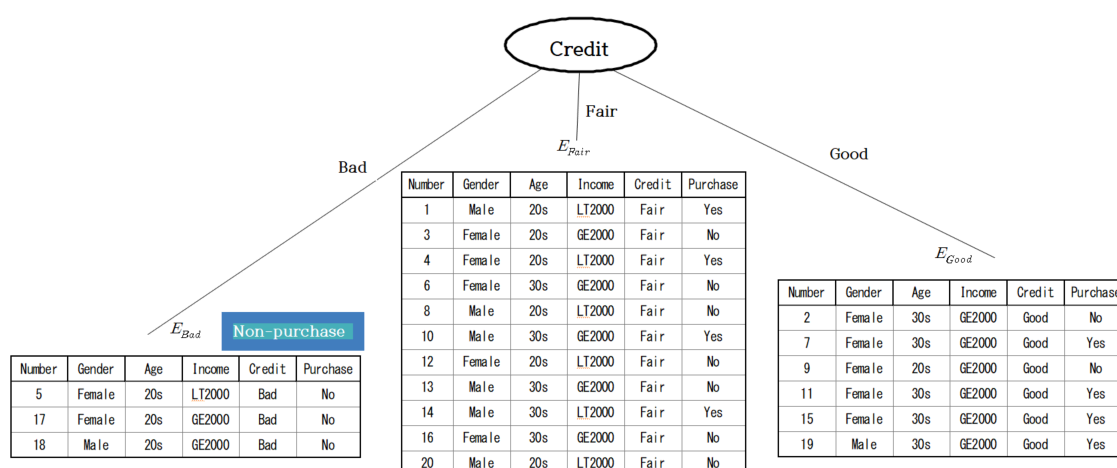 Credit
Fair
Bad
Good
E_Fair
Number Gender Age Income Credit Purchase
1 Male 20s LT2000 Fair Yes
3 Female 20s GE2000 Fair No
4 Female 20s LT2000 Fair Yes
6 Female 30s GE2000 Fair No
8 Male 20s LT2000 Fair No
10 Male 30s GE2000 Fair Yes
12 Female 20s LT2000 Fair No
13 Male 30s GE2000 Fair No
14 Male 30s LT2000 Fair Yes
16 Female 30s GE2000 Fair No
20 Male 20s LT2000 Fair No
E_Good
Number Gender Age Income Credit Purchase
2 Female 30s GE2000 Good No
7 Female 30s GE2000 Good Yes
9 Female 20s GE2000 Good No
11 Female 30s GE2000 Good Yes
15 Female 30s GE2000 Good Yes
19 Male 30s GE2000 Good Yes
E_Bad
Non-purchase
Number Gender Age Income Credit Purchase
5 Female 20s LT2000 Bad No
17 Female 20s GE2000 Bad No
18 Male 20s GE2000 Bad No